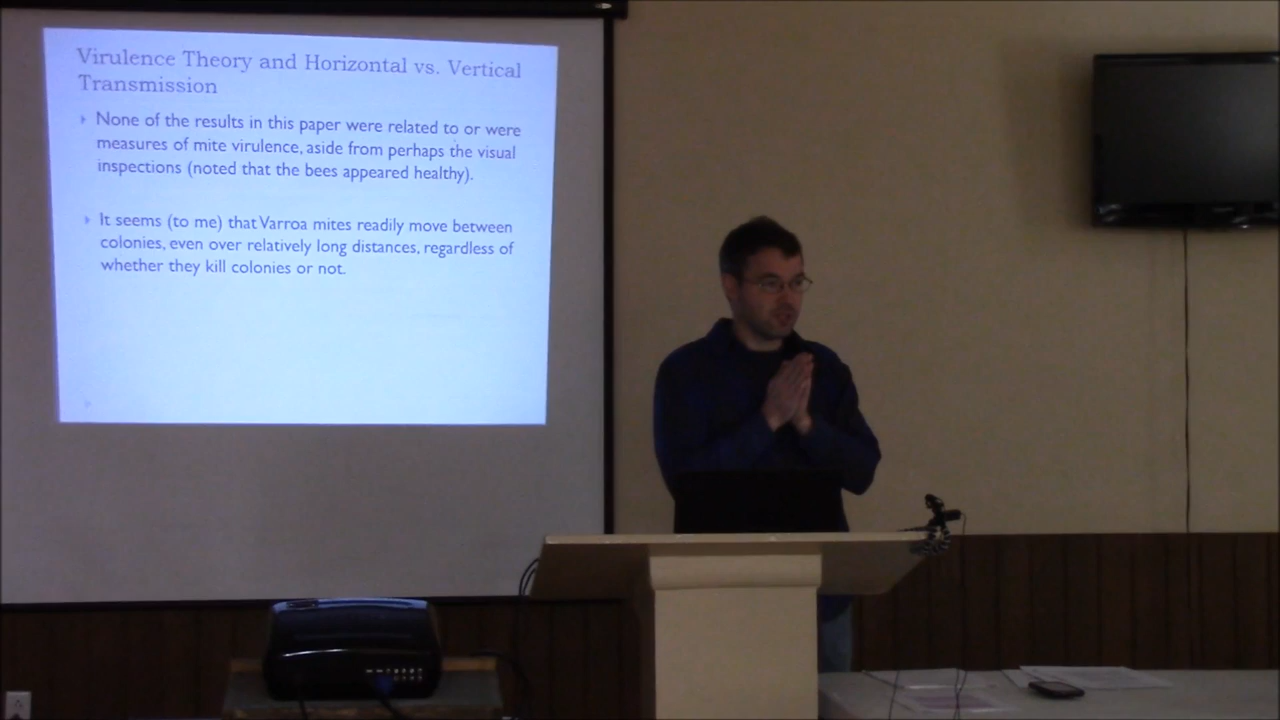 Virulence Theory and Horizontal vs. Vertical
Transmission
None of the results in this paper were related to or were
measures of mite virulence, aside from perhaps the visual
inspections (noted that the bees appeared healthy).
It seems (to me) that Varroa mites readily move between
colonies, even over relatively long distances, regardless of
whether they kill colonies or not.